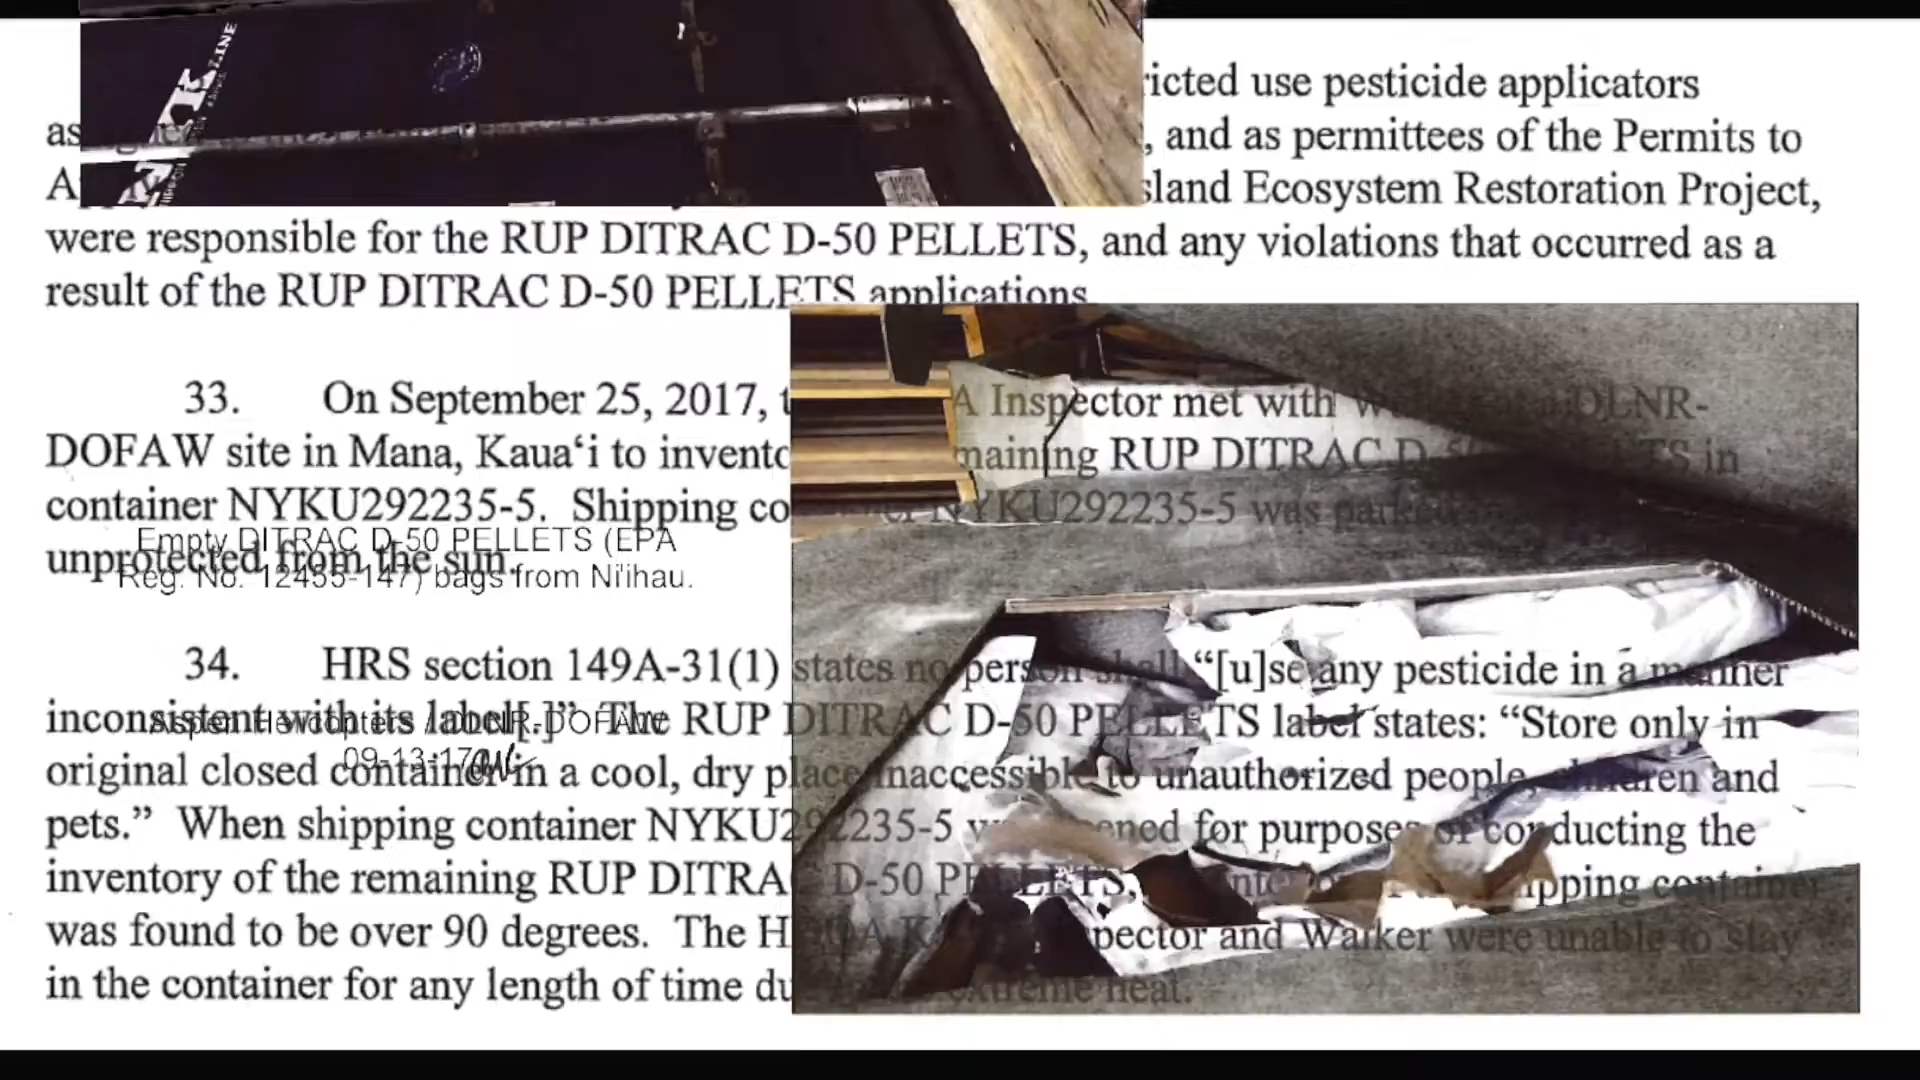 LINE
ricted use pesticide applicators
as
, and as permittees of the Permits to
sland Ecosystem Restoration Project,
were responsible for the RUP DITRAC D-50 PELLETS, and any violations that occurred as a
result of the RUP DITRAC D-50 PELLETS applications
33. On September 25, 2017, t A Inspector met with DLNR-
DOFAW site in Mana, Kauaʻi to invento maining RUP DITRAC D-50 PELLETS in
container NYKU292235-5. Shipping co NYKU292235-5 was parked
unprotected from the sun.
Empty DITRAC D-50 PELLETS (EPA
Reg. No. 12455-147) bags from Ni'ihau.
34. HRS section 149A-31(1) states no person shall “[u]se any pesticide in a manner
inconsistent with its label[.]” The RUP DITRAC D-50 PELLETS label states: “Store only in
Aspen Helicopters / DLNR-DOFAW
09-13-17
original closed container in a cool, dry place inaccessible to unauthorized people, children and
pets.” When shipping container NYKU292235-5 was opened for purposes of conducting the
inventory of the remaining RUP DITRAC D-50 PELLETS, shipping container
was found to be over 90 degrees. The H Inspector and Walker were unable to stay
in the container for any length of time du extreme heat.